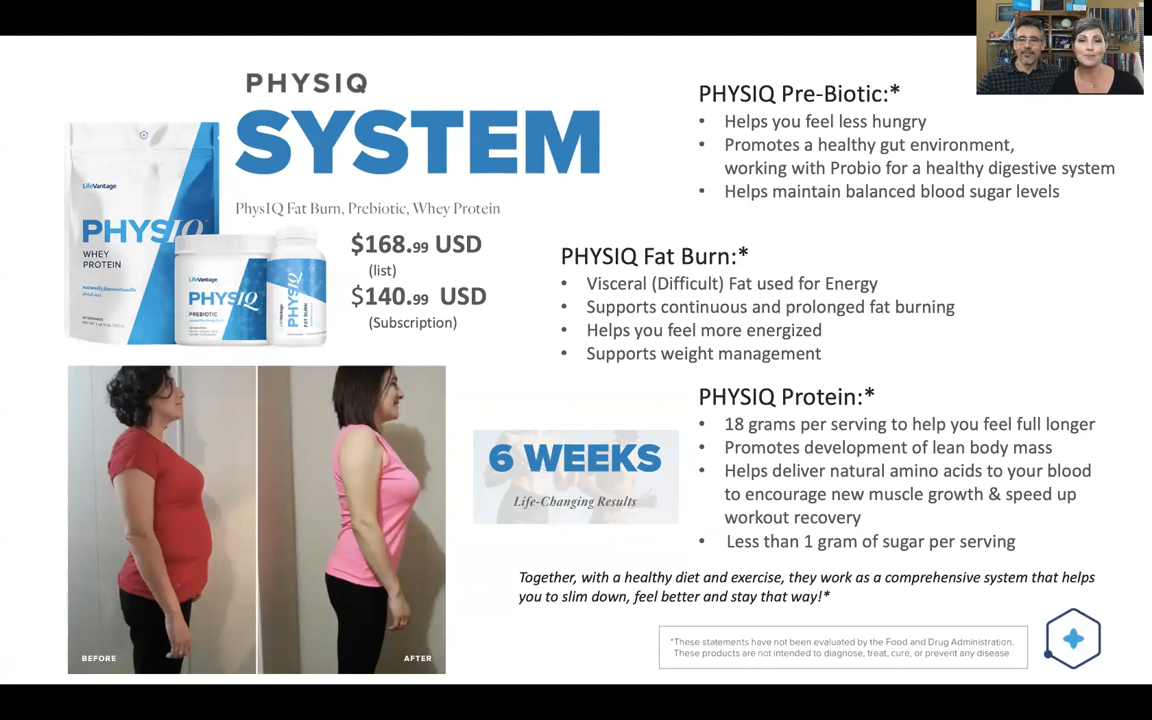 PHYSIQ
SYSTEM
PhysIQ Fat Burn, Prebiotic, Whey Protein
$168.99 USD
(list)
$140.99 USD
(Subscription)
LifeVantage
PHYSIQ
WHEY
PROTEIN
LifeVantage
PHYSIQ
PREBIOTIC
LifeVantage
PHYSIQ
FAT BURN
BEFORE
AFTER
6 WEEKS
Life-Changing Results
PHYSIQ Pre-Biotic:*
• Helps you feel less hungry
• Promotes a healthy gut environment,
working with Probio for a healthy digestive system
• Helps maintain balanced blood sugar levels
PHYSIQ Fat Burn:*
• Visceral (Difficult) Fat used for Energy
• Supports continuous and prolonged fat burning
• Helps you feel more energized
• Supports weight management
PHYSIQ Protein:*
• 18 grams per serving to help you feel full longer
• Promotes development of lean body mass
• Helps deliver natural amino acids to your blood
to encourage new muscle growth & speed up
workout recovery
• Less than 1 gram of sugar per serving
Together, with a healthy diet and exercise, they work as a comprehensive system that helps
you to slim down, feel better and stay that way!*
*These statements have not been evaluated by the Food and Drug Administration.
These products are not intended to diagnose, treat, cure, or prevent any disease.